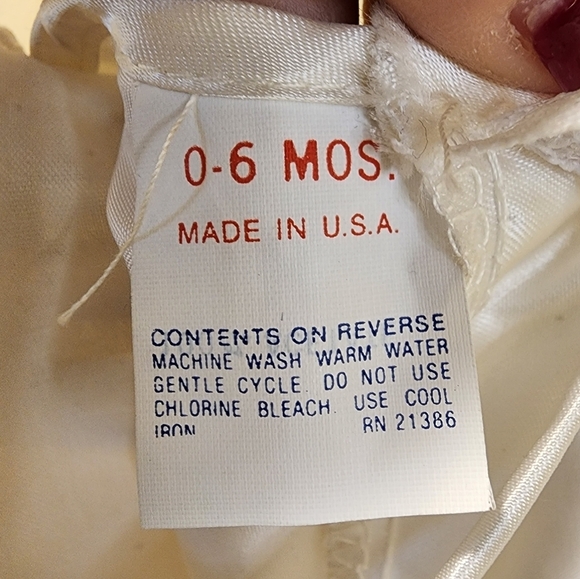 0-6 MOS.
MADE IN U.S.A.
CONTENTS ON REVERSE
MACHINE WASH WARM WATER
GENTLE CYCLE. DO NOT USE
CHLORINE BLEACH. USE COOL
IRON RN 21386